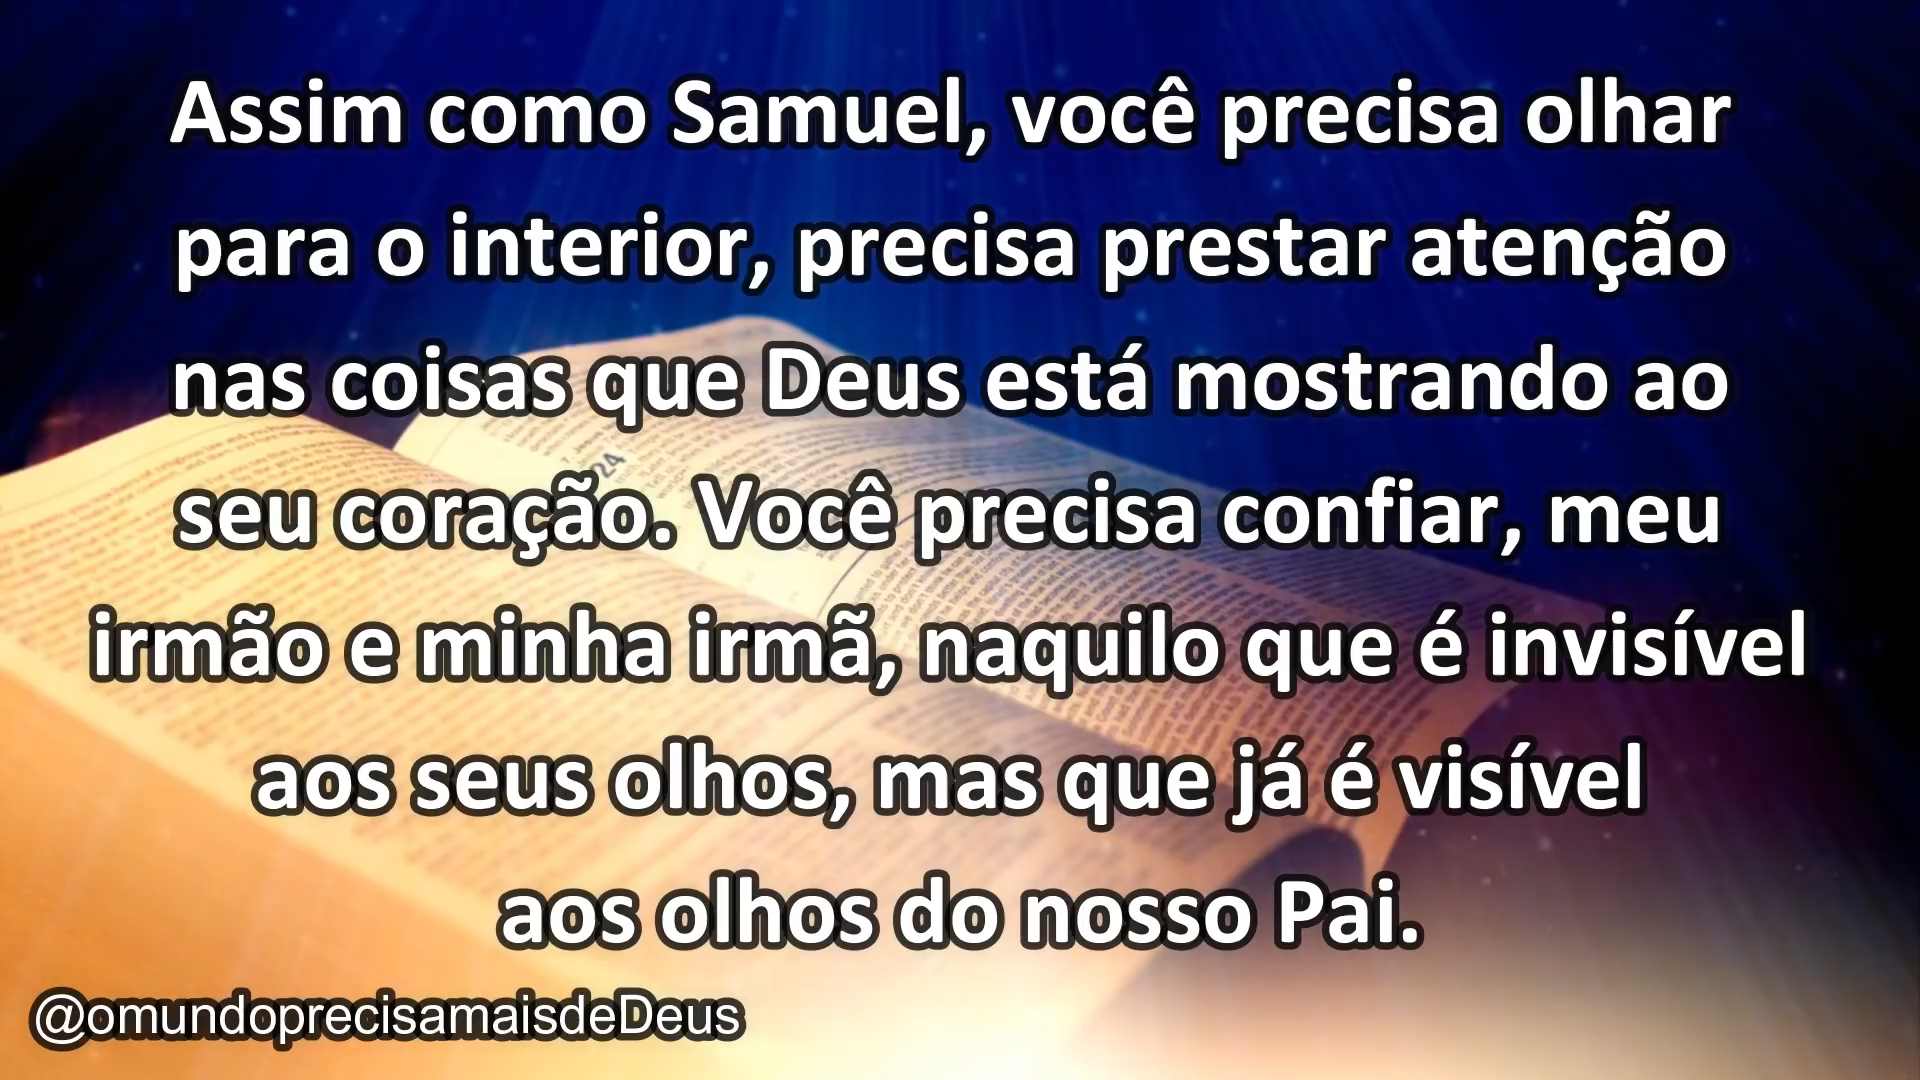 Assim como Samuel, você precisa olhar
para o interior, precisa prestar atenção
nas coisas que Deus está mostrando ao
seu coração. Você precisa confiar, meu
irmão e minha irmã, naquilo que é invisível
aos seus olhos, mas que já é visível
aos olhos do nosso Pai.
@omundoprecisamaisdeDeus
24